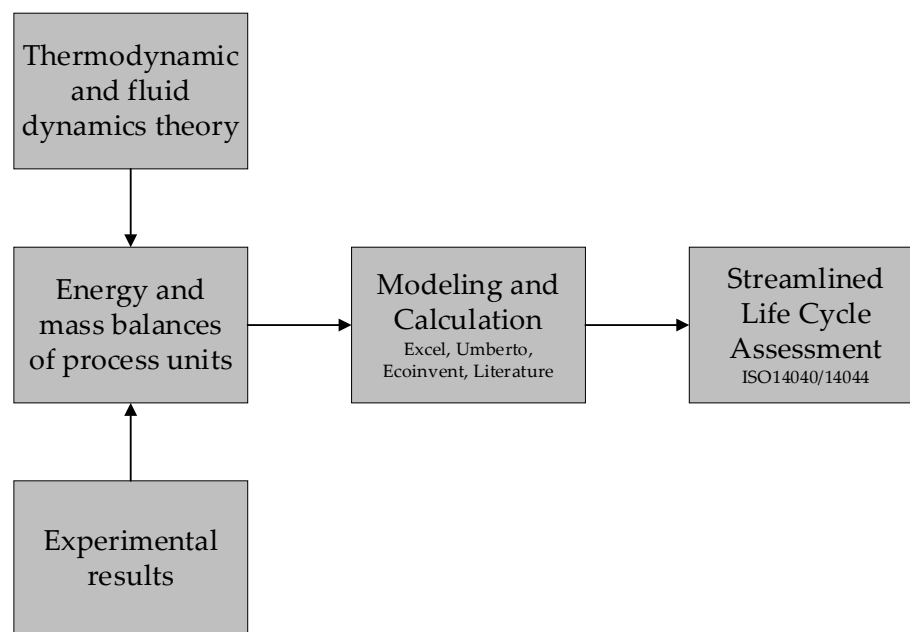 Thermodynamic
and fluid
dynamics theory
Energy and
mass balances
of process units
Modeling and
Calculation
Excel, Umberto,
Ecoinvent, Literature
Streamlined
Life Cycle
Assessment
ISO14040/14044
Experimental
results